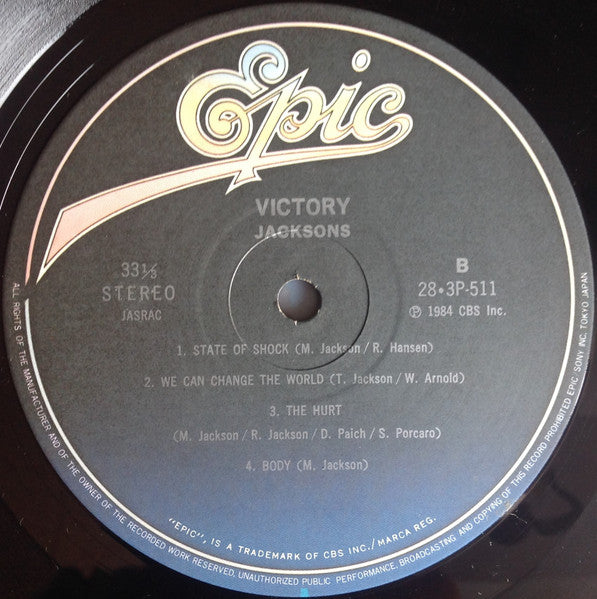 Epic
VICTORY
JACKSONS
33⅓
STEREO
JASRAC
B
28・3P-511
Ⓟ 1984 CBS Inc.
1. STATE OF SHOCK (M. Jackson / R. Hansen)
2. WE CAN CHANGE THE WORLD (T. Jackson / W. Arnold)
3. THE HURT
(M. Jackson / R. Jackson / D. Paich / S. Porcaro)
4. BODY (M. Jackson)
"EPIC", IS A TRADEMARK OF CBS INC./MARCA REG.
ALL RIGHTS OF THE MANUFACTURER AND OF THE OWNER OF THE RECORDED WORK RESERVED. UNAUTHORIZED PUBLIC PERFORMANCE, BROADCASTING AND COPYING OF THIS RECORD PROHIBITED EPIC/SONY INC. TOKYO JAPAN